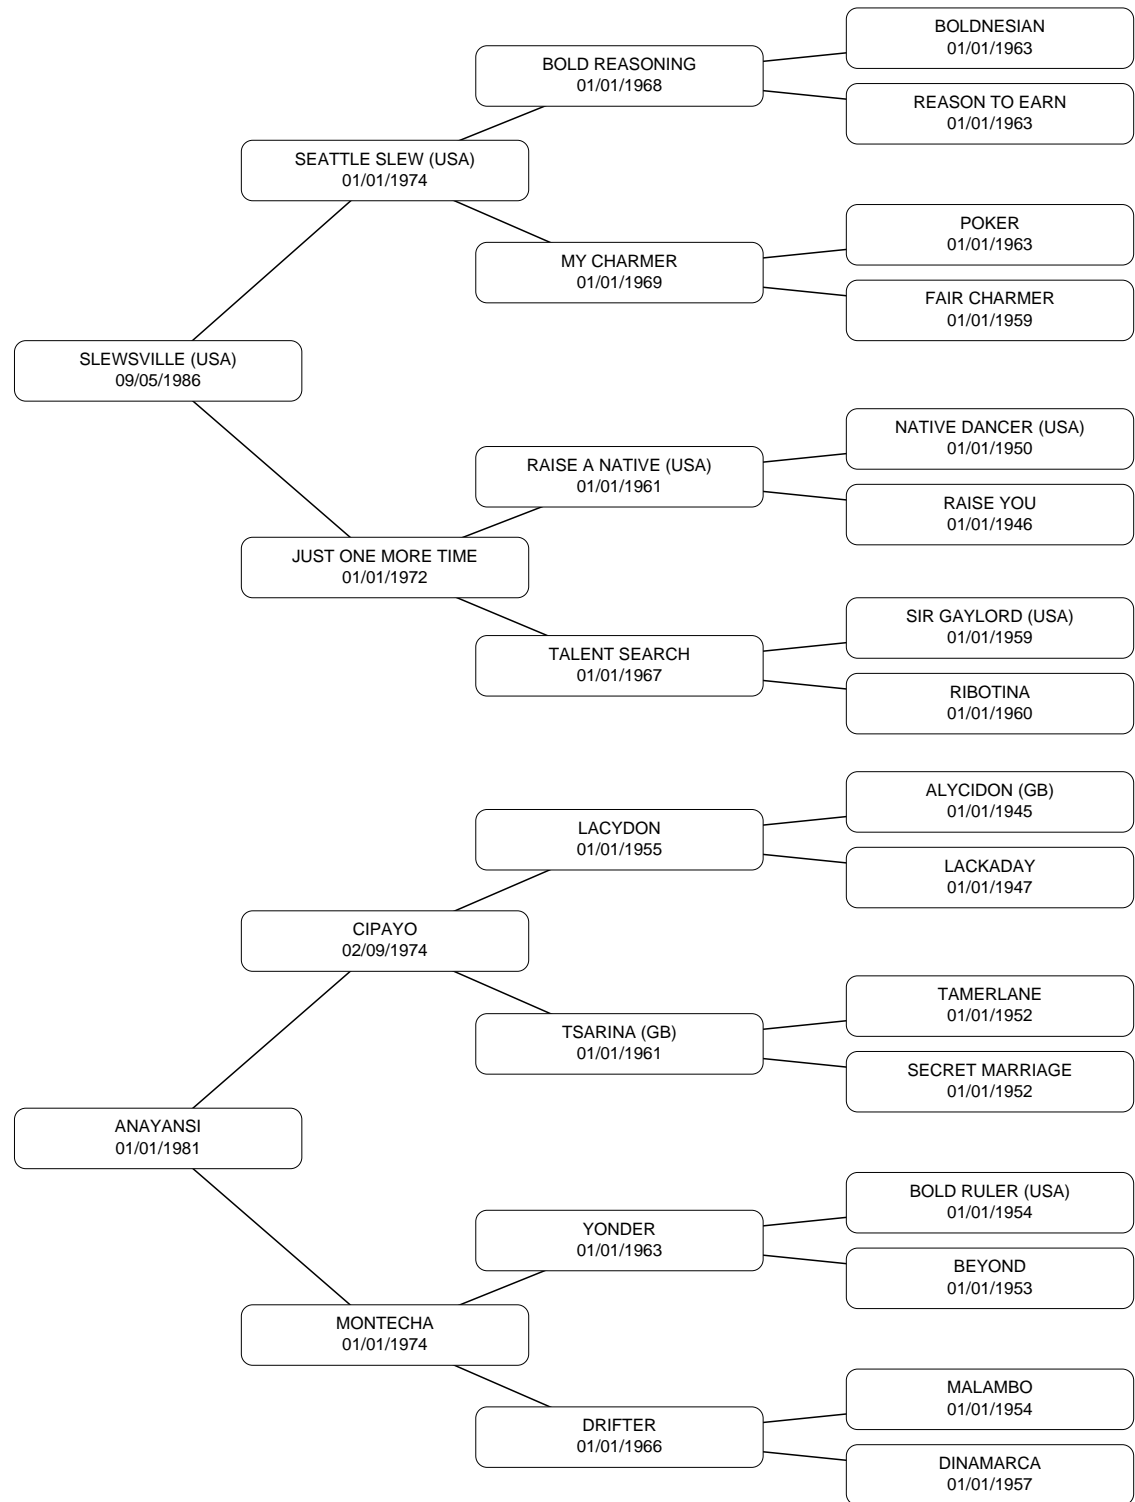 BOLDNESIAN
01/01/1963
BOLD REASONING
01/01/1968
REASON TO EARN
01/01/1963
SEATTLE SLEW (USA)
01/01/1974
POKER
01/01/1963
MY CHARMER
01/01/1969
FAIR CHARMER
01/01/1959
SLEWSVILLE (USA)
09/05/1986
NATIVE DANCER (USA)
01/01/1950
RAISE A NATIVE (USA)
01/01/1961
RAISE YOU
01/01/1946
JUST ONE MORE TIME
01/01/1972
SIR GAYLORD (USA)
01/01/1959
TALENT SEARCH
01/01/1967
RIBOTINA
01/01/1960
ALYCIDON (GB)
01/01/1945
LACYDON
01/01/1955
LACKADAY
01/01/1947
CIPAYO
02/09/1974
TAMERLANE
01/01/1952
TSARINA (GB)
01/01/1961
SECRET MARRIAGE
01/01/1952
ANAYANSI
01/01/1981
BOLD RULER (USA)
01/01/1954
YONDER
01/01/1963
BEYOND
01/01/1953
MONTECHA
01/01/1974
MALAMBO
01/01/1954
DRIFTER
01/01/1966
DINAMARCA
01/01/1957